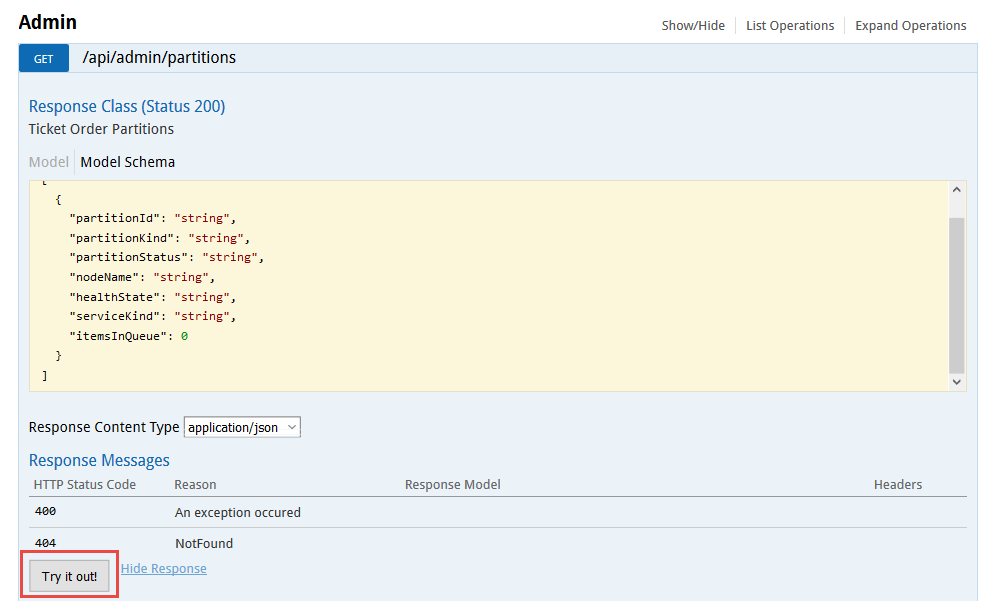 Admin
Show/Hide List Operations Expand Operations
GET /api/admin/partitions
Response Class (Status 200)
Ticket Order Partitions
Model Model Schema
[
{
"partitionId": "string",
"partitionKind": "string",
"partitionStatus": "string",
"nodeName": "string",
"healthState": "string",
"serviceKind": "string",
"itemsInQueue": 0
}
]
Response Content Type application/json
Response Messages
HTTP Status Code Reason Response Model Headers
400 An exception occured
404 NotFound
Try it out! Hide Response